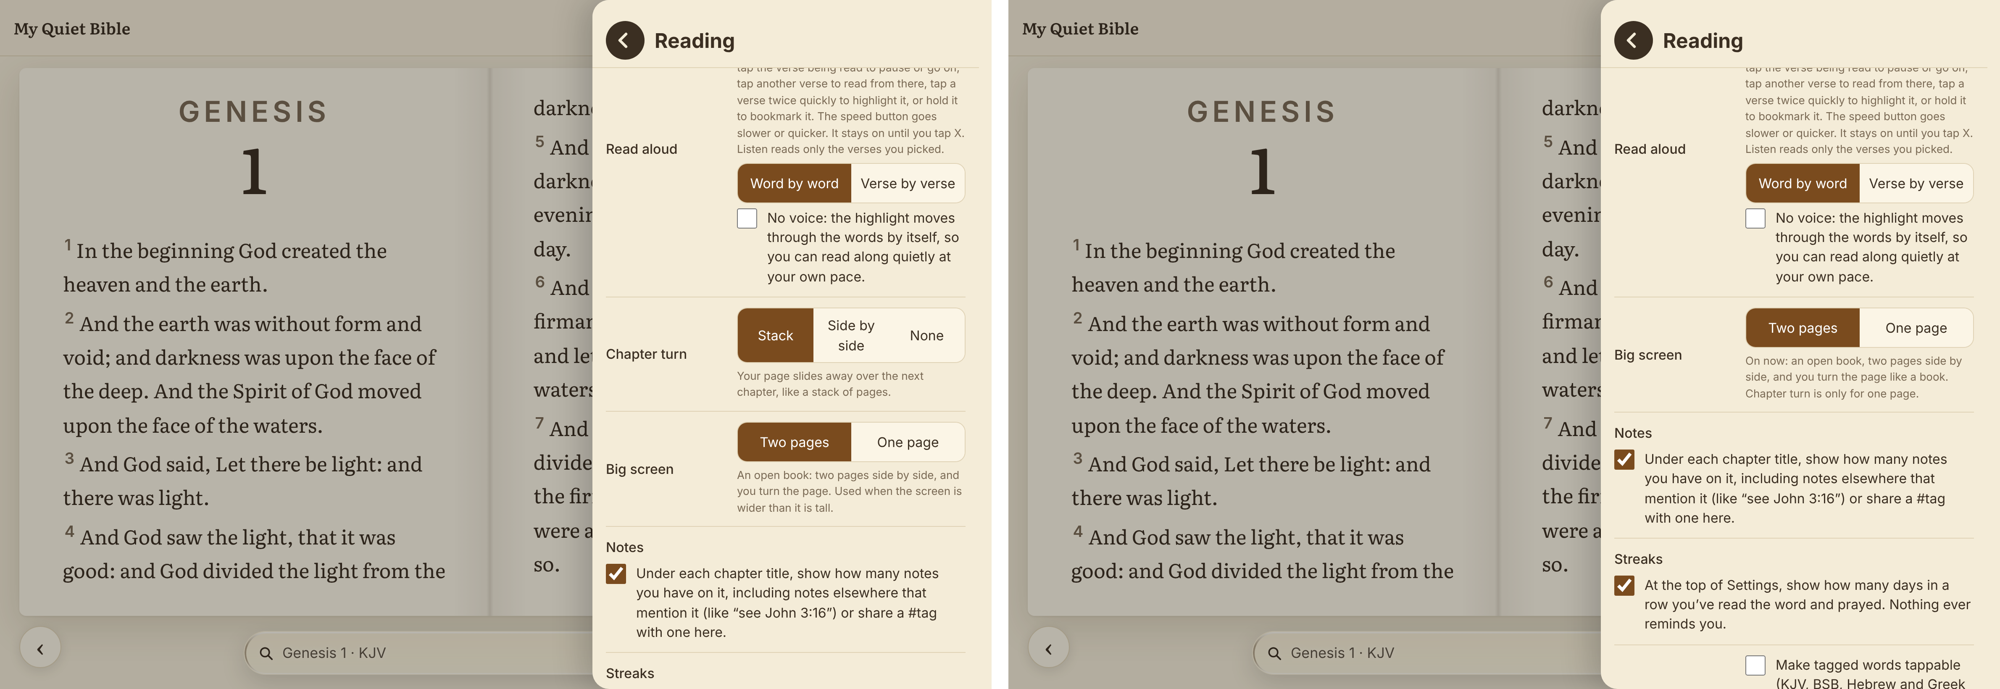 My Quiet Bible
GENESIS
1
1 In the beginning God created the
heaven and the earth.
2 And the earth was without form and
void; and darkness was upon the face of
the deep. And the Spirit of God moved
upon the face of the waters.
3 And God said, Let there be light: and
there was light.
4 And God saw the light, that it was
good: and God divided the light from the
darkn
5 And
darkn
evenin
day.
6 And
firmar
and let
waters
7 And
divide
the fir
were a
so.
Genesis 1 · KJV
Reading
tap the verse being read to pause or go on,
tap another verse to read from there, tap a
verse twice quickly to highlight it, or hold it
to bookmark it. The speed button goes
slower or quicker. It stays on until you tap X.
Listen reads only the verses you picked.
Read aloud
Word by word
Verse by verse
No voice: the highlight moves
through the words by itself, so
you can read along quietly at
your own pace.
Chapter turn
Stack
Side by
side
None
Your page slides away over the next
chapter, like a stack of pages.
Big screen
Two pages
One page
An open book: two pages side by side, and
you turn the page. Used when the screen is
wider than it is tall.
Notes
Under each chapter title, show how many notes
you have on it, including notes elsewhere that
mention it (like “see John 3:16”) or share a #tag
with one here.
Streaks
My Quiet Bible
GENESIS
1
1 In the beginning God created the
heaven and the earth.
2 And the earth was without form and
void; and darkness was upon the face of
the deep. And the Spirit of God moved
upon the face of the waters.
3 And God said, Let there be light: and
there was light.
4 And God saw the light, that it was
good: and God divided the light from the
darkn
5 And
darkn
evenin
day.
6 And
firmar
and let
waters
7 And
divide
the fir
were a
so.
Genesis 1 · KJV
Reading
tap the verse being read to pause or go on,
tap another verse to read from there, tap a
verse twice quickly to highlight it, or hold it
to bookmark it. The speed button goes
slower or quicker. It stays on until you tap X.
Listen reads only the verses you picked.
Read aloud
Word by word
Verse by verse
No voice: the highlight moves
through the words by itself, so
you can read along quietly at
your own pace.
Big screen
Two pages
One page
On now: an open book, two pages side by
side, and you turn the page like a book.
Chapter turn is only for one page.
Notes
Under each chapter title, show how many notes
you have on it, including notes elsewhere that
mention it (like “see John 3:16”) or share a #tag
with one here.
Streaks
At the top of Settings, show how many days in a
row you’ve read the word and prayed. Nothing ever
reminds you.
Make tagged words tappable
(KJV, BSB, Hebrew and Greek